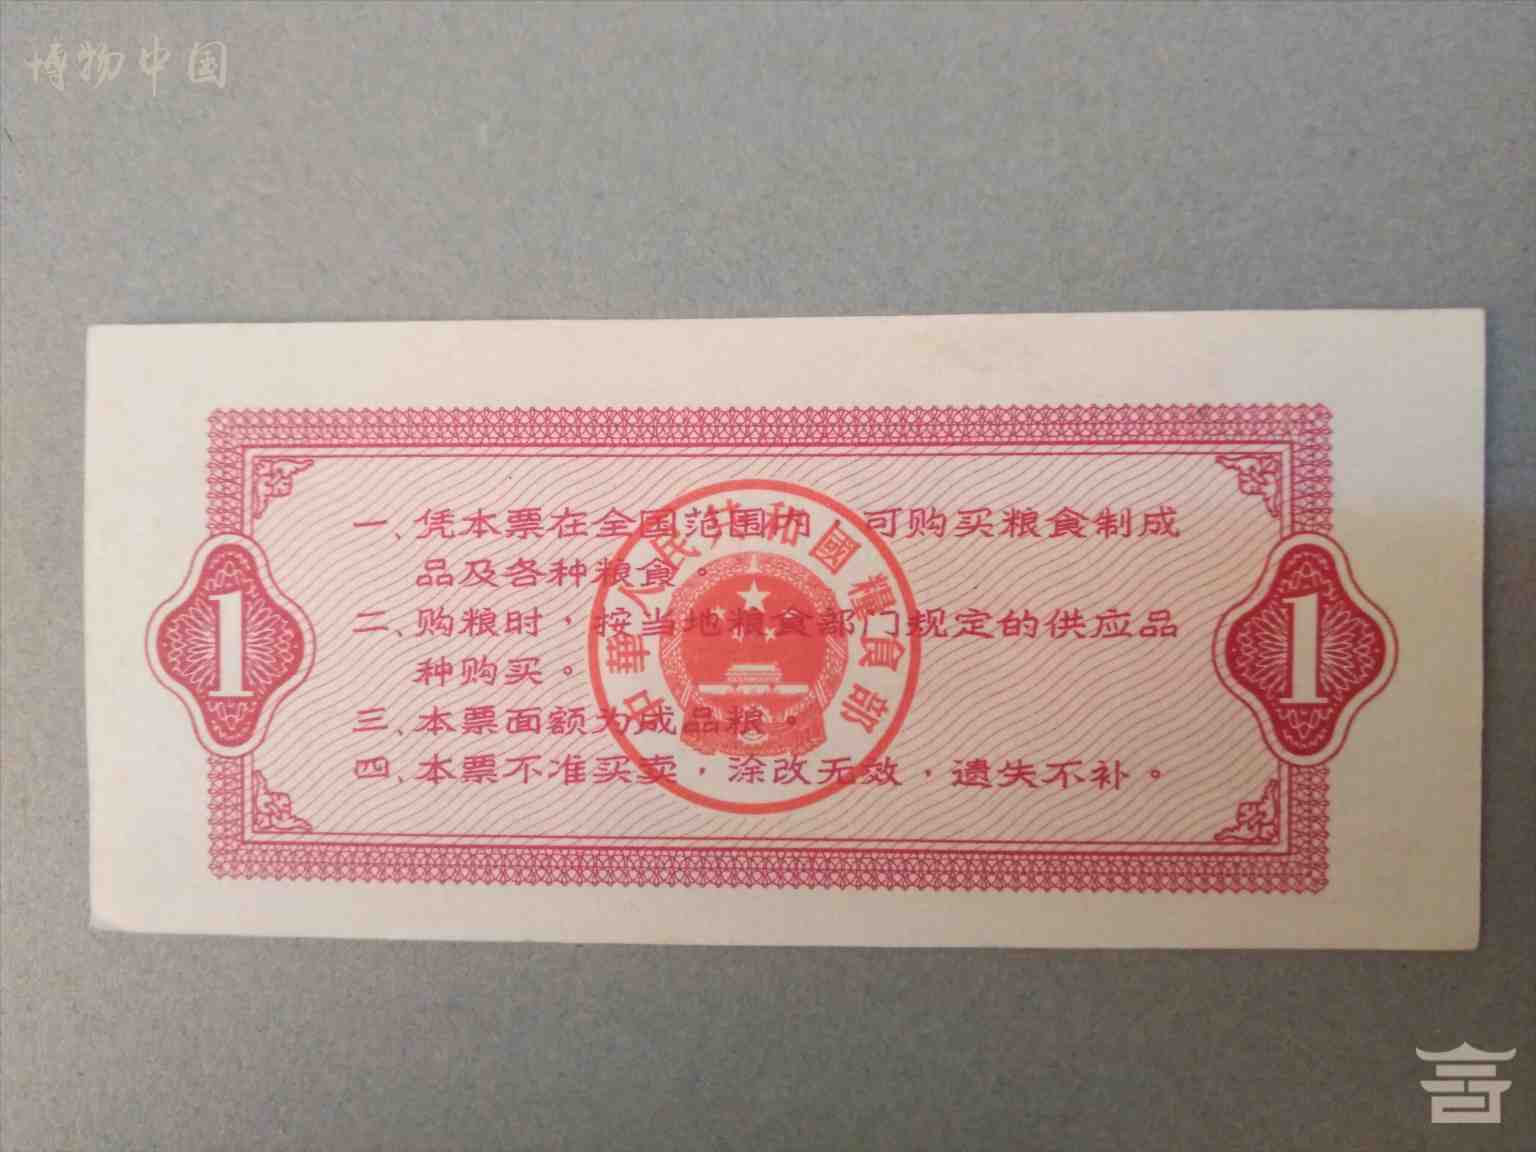 博物中国
一、凭本票在全国范围内，可购买粮食制成
品及各种粮食。
二、购粮时，按当地粮食部门规定的供应品
种购买。
三、本票面额为成品粮。
四、本票不准买卖，涂改无效，遗失不补。
中華人民共和國糧食部
1
1